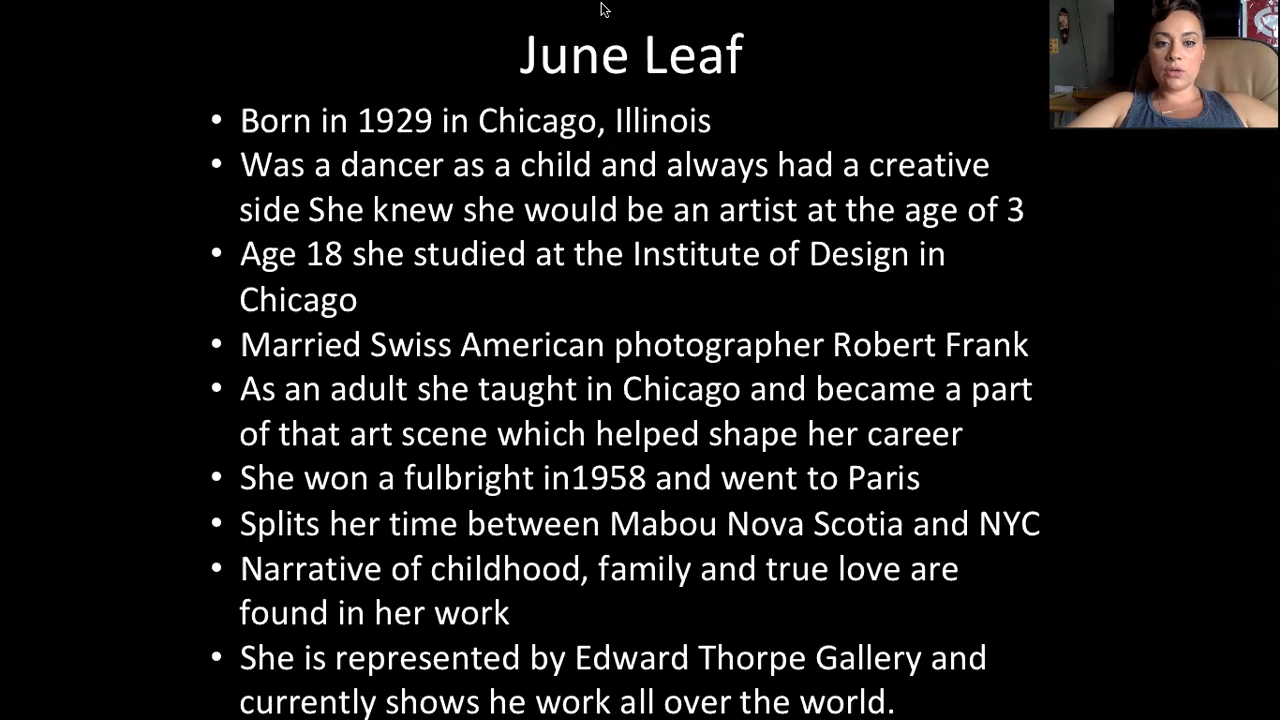 June Leaf
• Born in 1929 in Chicago, Illinois
• Was a dancer as a child and always had a creative
side She knew she would be an artist at the age of 3
• Age 18 she studied at the Institute of Design in
Chicago
• Married Swiss American photographer Robert Frank
• As an adult she taught in Chicago and became a part
of that art scene which helped shape her career
• She won a fulbright in1958 and went to Paris
• Splits her time between Mabou Nova Scotia and NYC
• Narrative of childhood, family and true love are
found in her work
• She is represented by Edward Thorpe Gallery and
currently shows he work all over the world.